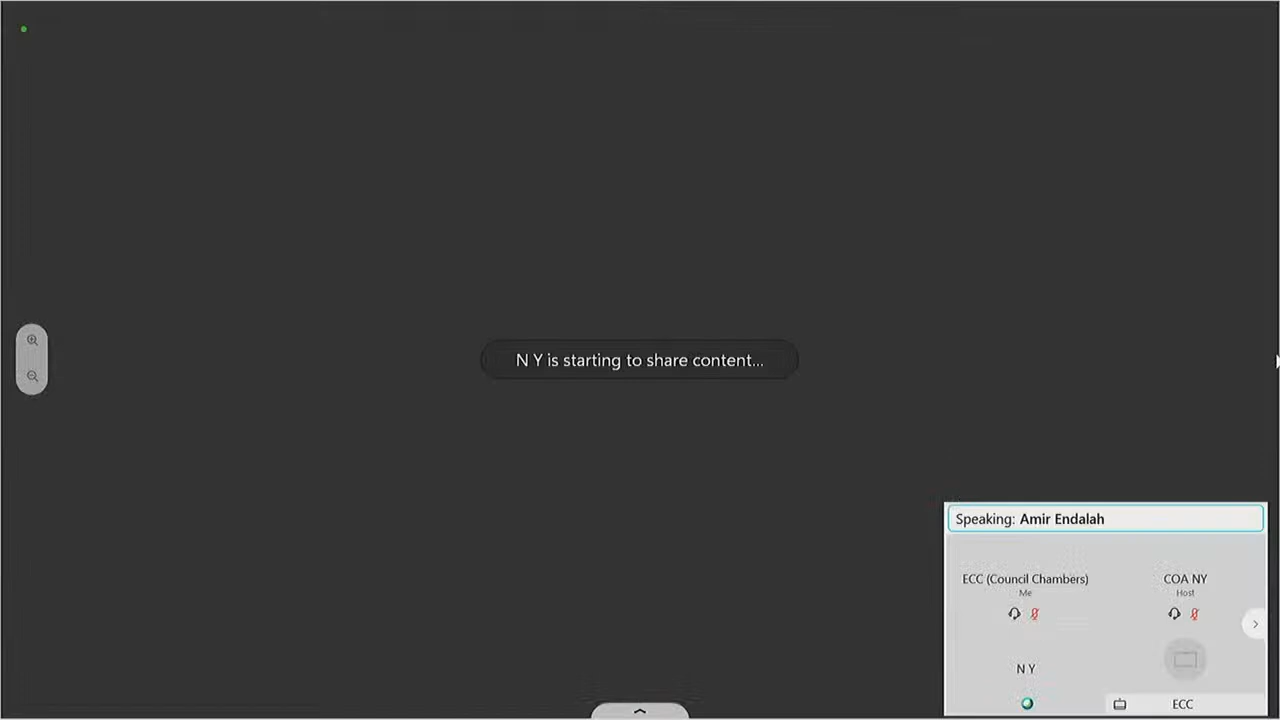 N Y is starting to share content...
Speaking: Amir Endalah
ECC (Council Chambers)
Me
COA NY
Host
N Y
ECC